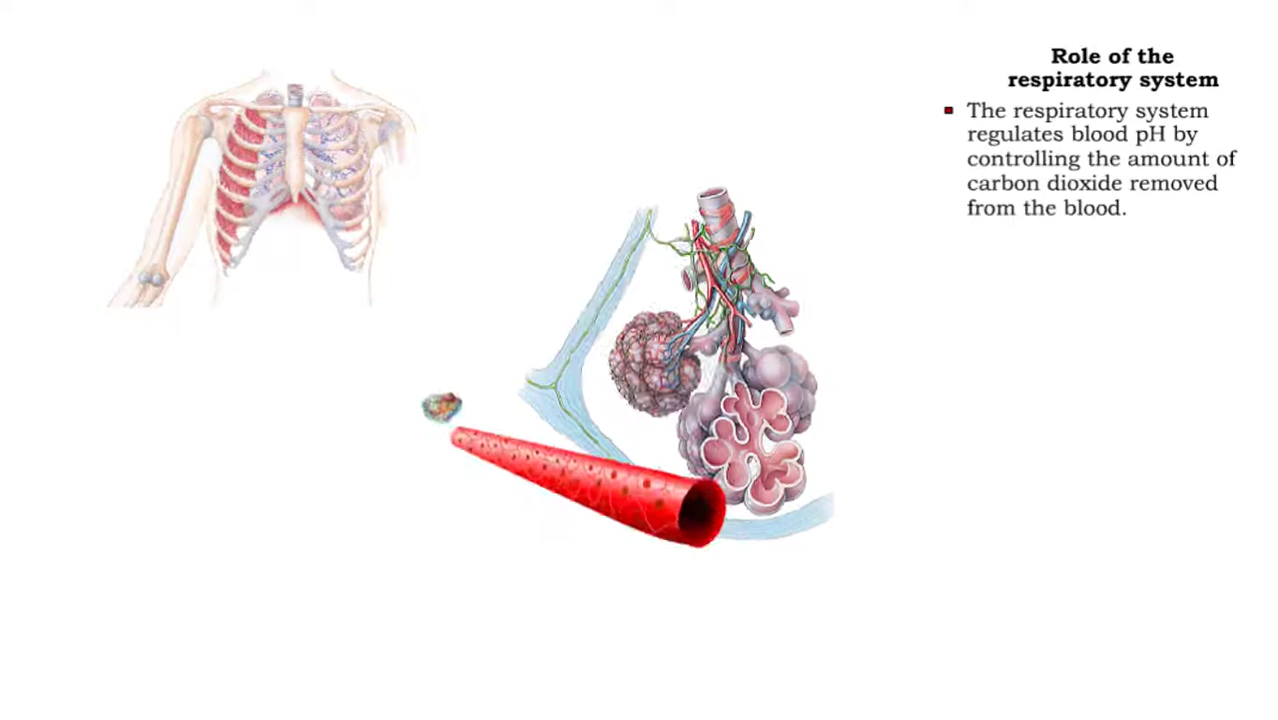 Role of the
respiratory system
The respiratory system
regulates blood pH by
controlling the amount of
carbon dioxide removed
from the blood.